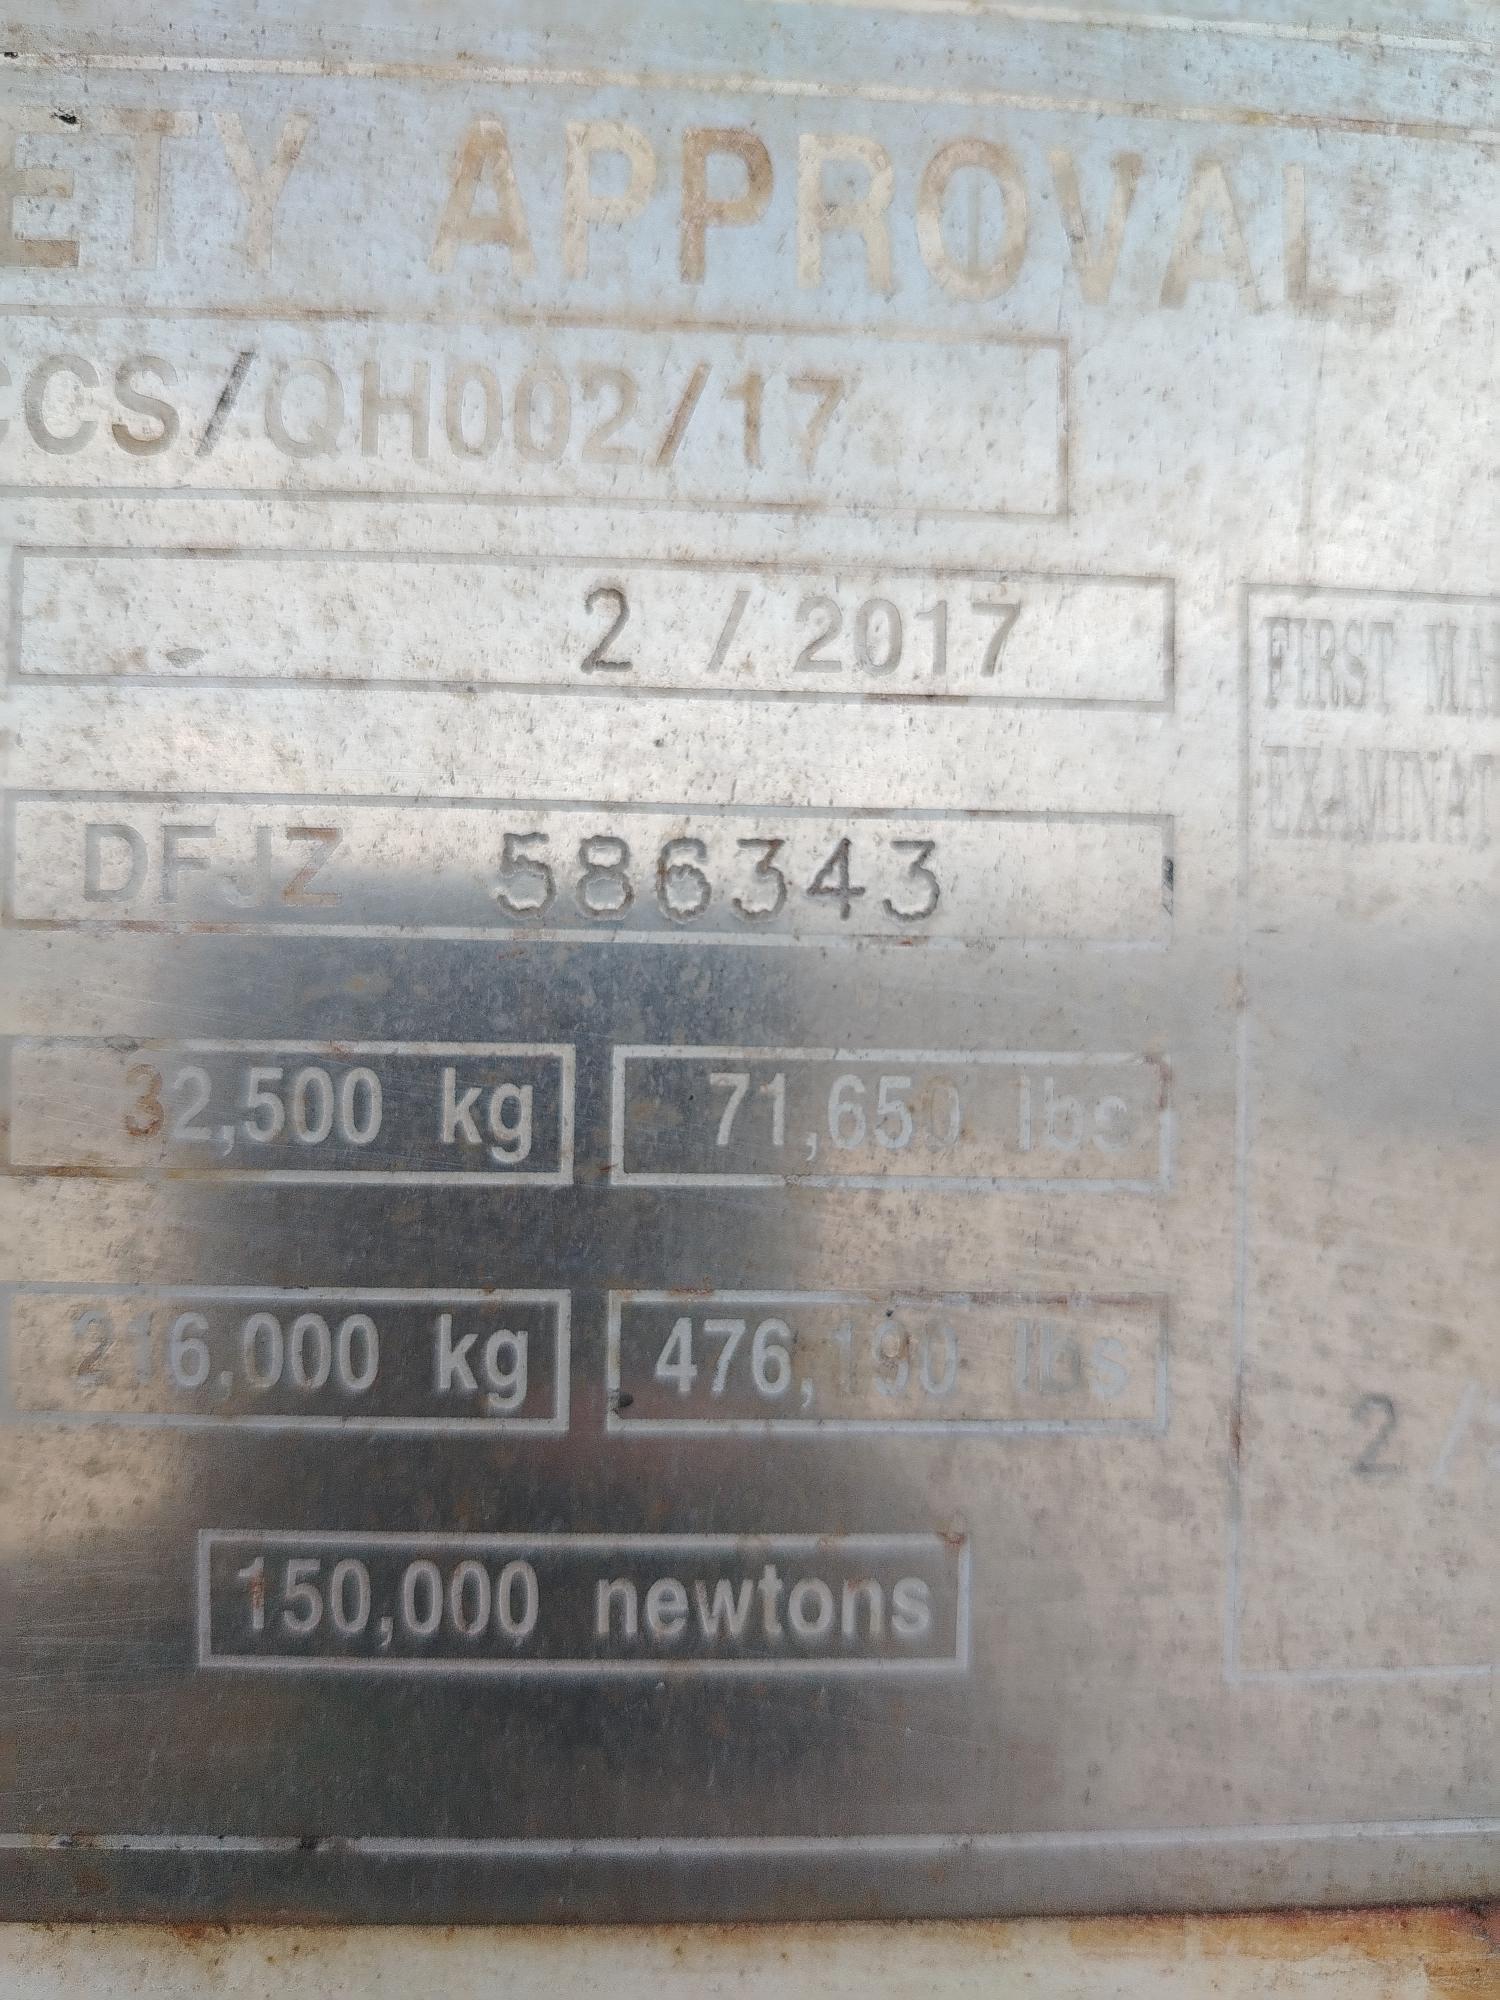 ETY APPROVAL
CCS/QH002/17
2 / 2017
FIRST MA
EXAMINAT
DFJZ 586343
32,500 kg 71,650 lbs
216,000 kg 476,190 lbs
2 /
150,000 newtons